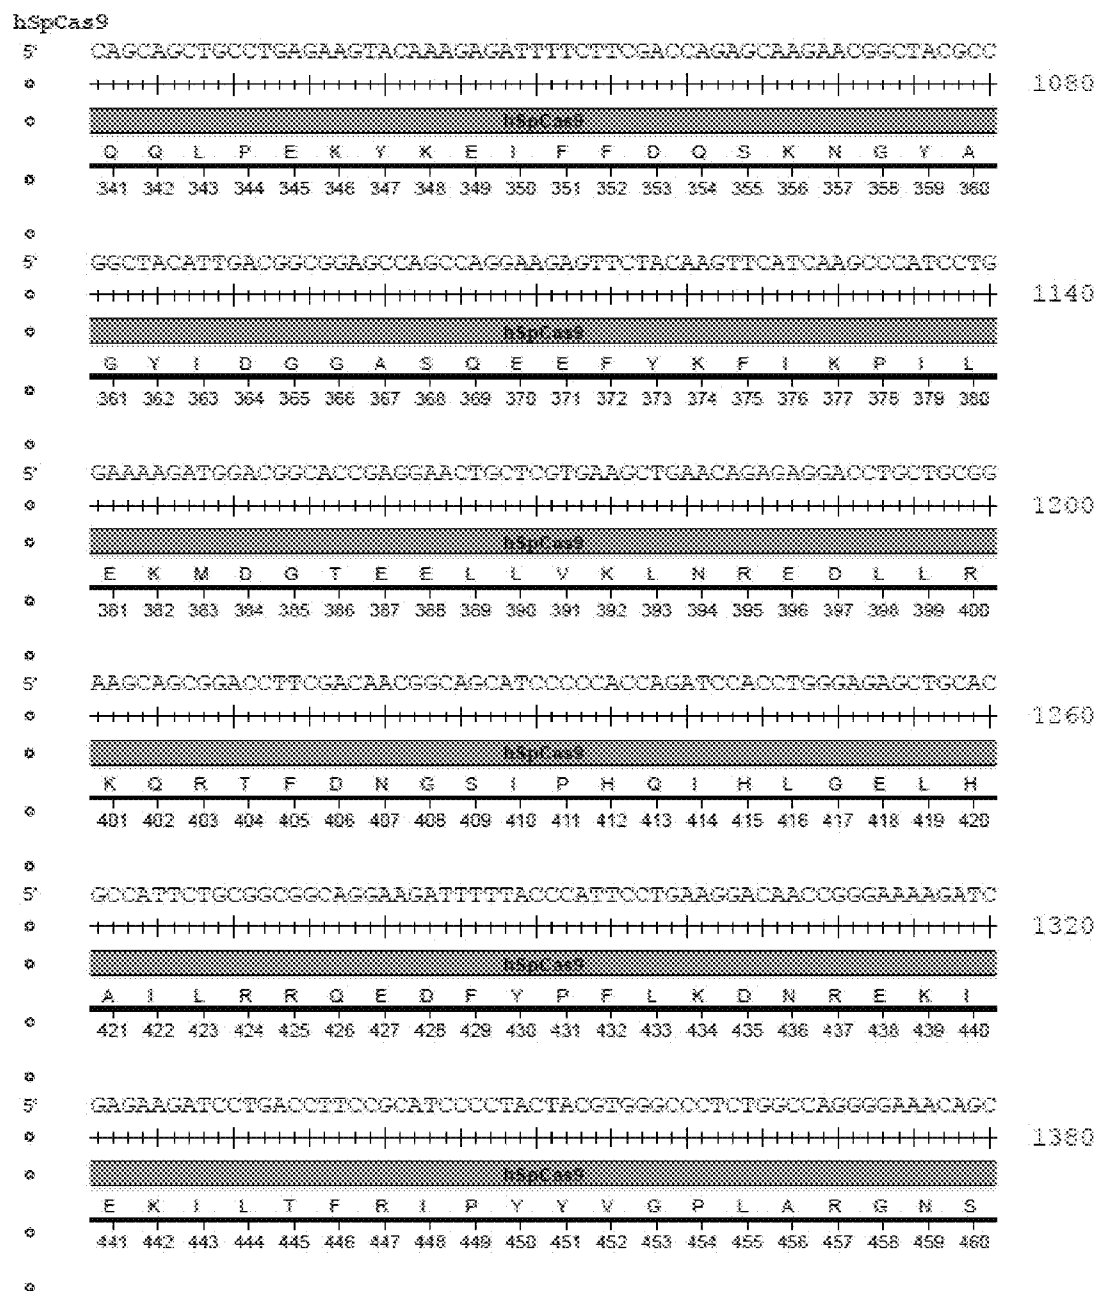 hSpCas9
5' CAGCAGCTGCCTGAGAAGTACAAAGAGATTTTCTTCGACCAGAGCAAGAACGGCTACGCC
1080
hSpCas9
Q Q L P E K Y K E I F F D Q S K N G Y A
341 342 343 344 345 346 347 348 349 350 351 352 353 354 355 356 357 358 359 360
5' GGCTACATTGACGGCGGAGCCAGCCAGGAAGAGTTCTACAAGTTCATCAAGCCCATCCTG
1140
hSpCas9
G Y I D G G A S Q E E F Y K F I K P I L
361 362 363 364 365 366 367 368 369 370 371 372 373 374 375 376 377 378 379 380
5' GAAAAGATGGACGGCACCGAGGAACTGCTCGTGAAGCTGAACAGAGAGGACCTGCTGCGG
1200
hSpCas9
E K M D G T E E L L V K L N R E D L L R
381 382 383 384 385 386 387 388 389 390 391 392 393 394 395 396 397 398 399 400
5' AAGCAGCGGACCTTCGACAACGGCAGCATCCCCCACCAGATCCACCTGGGAGAGCTGCAC
1260
hSpCas9
K Q R T F D N G S I P H Q I H L G E L H
401 402 403 404 405 406 407 408 409 410 411 412 413 414 415 416 417 418 419 420
5' GCCATTCTGCGGCGGCAGGAAGATTTTTACCCATTCCTGAAGGACAACCGGGAAAAGATC
1320
hSpCas9
A I L R R Q E D F Y P F L K D N R E K I
421 422 423 424 425 426 427 428 429 430 431 432 433 434 435 436 437 438 439 440
5' GAGAAGATCCTGACCTTCCGCATCCCCTACTACGTGGGCCCTCTGGCCAGGGGAAACAGC
1380
hSpCas9
E K I L T F R I P Y Y V G P L A R G N S
441 442 443 444 445 446 447 448 449 450 451 452 453 454 455 456 457 458 459 460